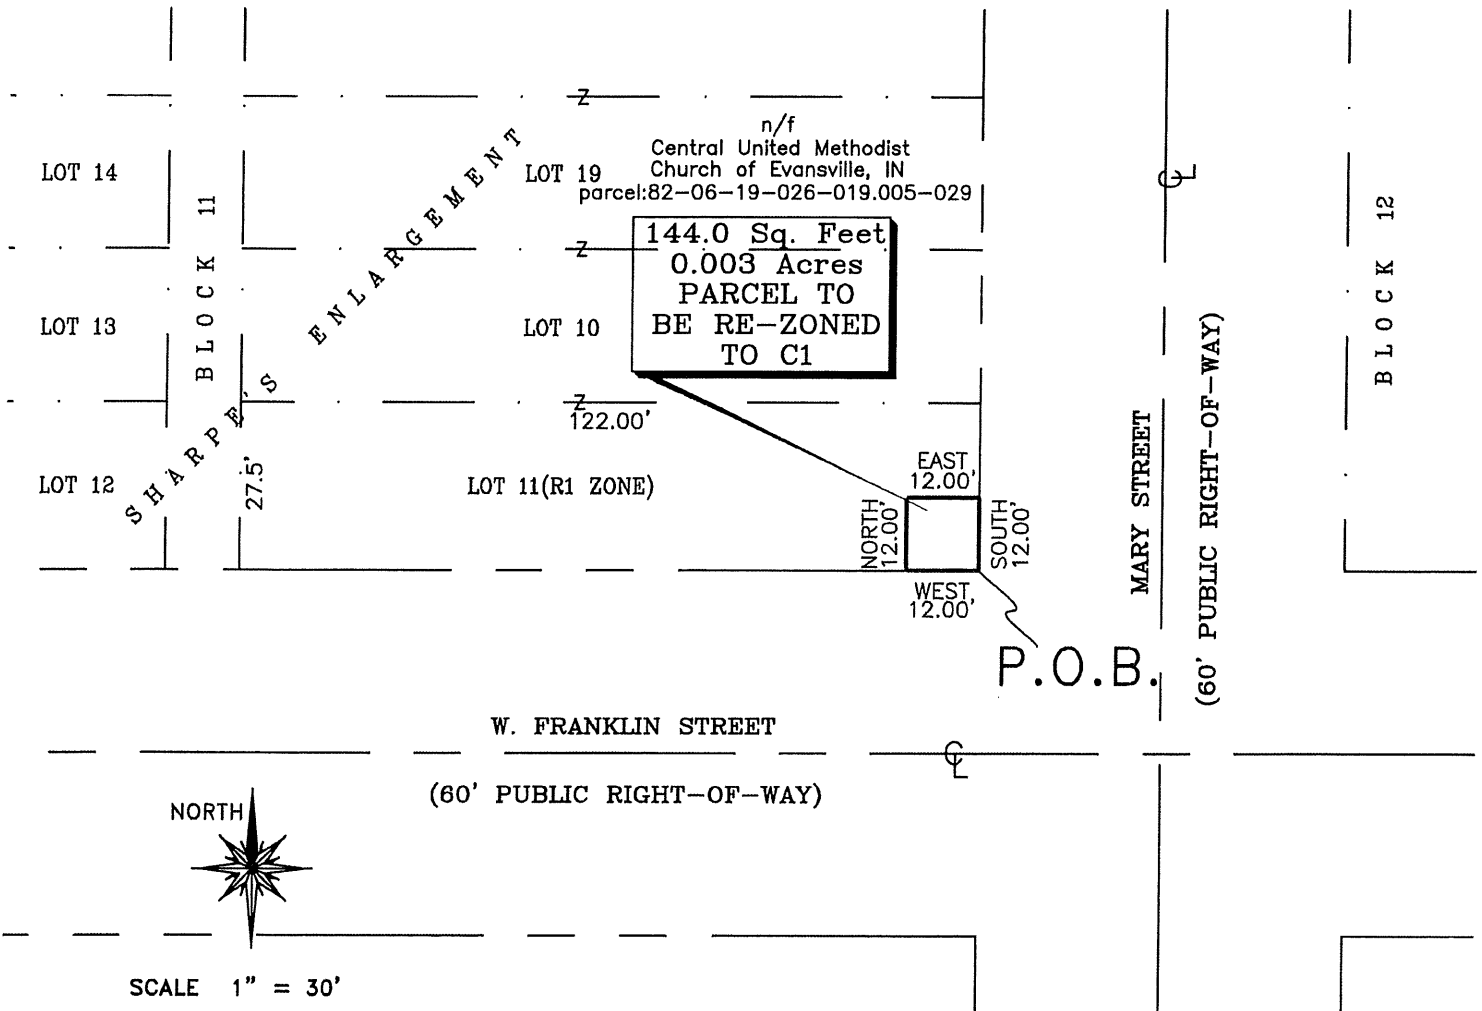 n/f
Central United Methodist
Church of Evansville, IN
parcel:82-06-19-026-019.005-029
LOT 14
LOT 19
BLOCK 11
SHARPE'S ENLARGEMENT
BLOCK 12
144.0 Sq. Feet
0.003 Acres
PARCEL TO
BE RE-ZONED
TO C1
LOT 13
LOT 10
122.00'
LOT 12
27.5'
LOT 11(R1 ZONE)
EAST
12.00'
NORTH
12.00'
SOUTH
12.00'
WEST
12.00'
P.O.B.
MARY STREET
(60' PUBLIC RIGHT-OF-WAY)
CL
Z
Z
Z
W. FRANKLIN STREET
CL
(60' PUBLIC RIGHT-OF-WAY)
NORTH
SCALE 1" = 30'